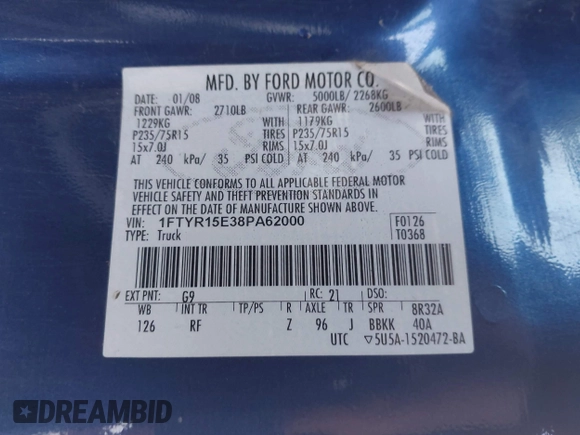 MFD. BY FORD MOTOR CO.
DATE: 01/08 GVWR: 5000LB/ 2268KG
FRONT GAWR: 2710LB REAR GAWR: 2600LB
1229KG WITH 1179KG WITH
P235/75R15 TIRES P235/75R15 TIRES
15x7.0J RIMS 15x7.0J RIMS
AT 240 kPa/ 35 PSI COLD AT 240 kPa/ 35 PSI COLD
THIS VEHICLE CONFORMS TO ALL APPLICABLE FEDERAL MOTOR
VEHICLE SAFETY AND THEFT PREVENTION STANDARDS IN
EFFECT ON THE DATE OF MANUFACTURE SHOWN ABOVE.
VIN: 1FTYR15E38PA62000 F0126
TYPE: Truck T0368
EXT PNT: G9 RC: 21 DSO:
WB INT TR TP/PS R AXLE TR SPR 8R32A
126 RF Z 96 J BBKK 40A
UTC ▽5U5A-1520472-BA
DREAMBID